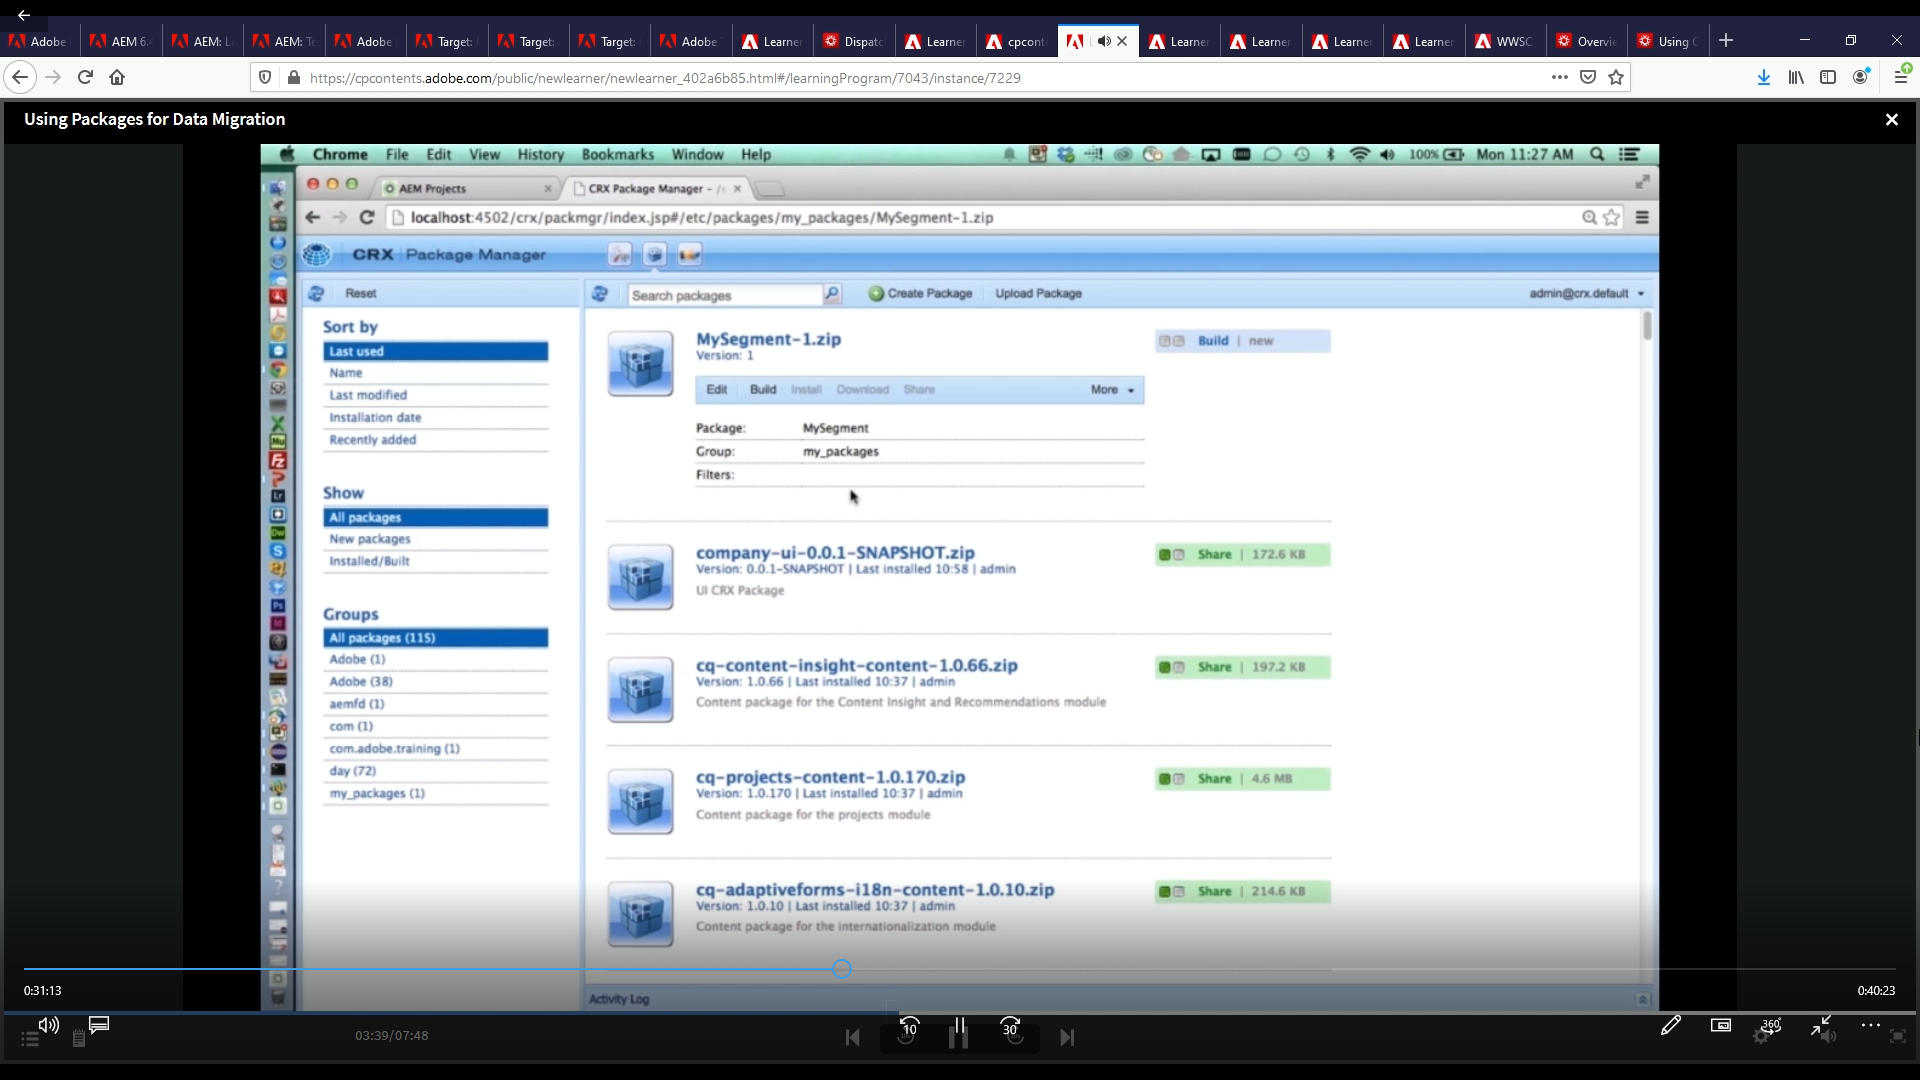 Adobe
AEM 6.
AEM: L
AEM: Te
Adobe
Target:
Target:
Target:
Adobe
Learner
Dispatc
Learner
cpcont
L
Learner
Learner
Learner
Learner
WWSC
Overvie
Using C
https://cpcontents.adobe.com/public/newlearner/newlearner_402a6b85.html#/learningProgram/7043/instance/7229
Using Packages for Data Migration
Chrome File Edit View History Bookmarks Window Help
100% Mon 11:27 AM
AEM Projects
CRX Package Manager - /e
localhost:4502/crx/packmgr/index.jsp#/etc/packages/my_packages/MySegment-1.zip
CRX | Package Manager
Reset
Search packages
Create Package
Upload Package
admin@crx.default
Sort by
Last used
Name
Last modified
Installation date
Recently added
Show
All packages
New packages
Installed/Built
Groups
All packages (115)
Adobe (1)
Adobe (38)
aemfd (1)
com (1)
com.adobe.training (1)
day (72)
my_packages (1)
MySegment-1.zip
Version: 1
Build | new
Edit Build Install Download Share More
Package: MySegment
Group: my_packages
Filters:
company-ui-0.0.1-SNAPSHOT.zip
Version: 0.0.1-SNAPSHOT | Last installed 10:58 | admin
UI CRX Package
Share | 172.6 KB
cq-content-insight-content-1.0.66.zip
Version: 1.0.66 | Last installed 10:37 | admin
Content package for the Content Insight and Recommendations module
Share | 197.2 KB
cq-projects-content-1.0.170.zip
Version: 1.0.170 | Last installed 10:37 | admin
Content package for the projects module
Share | 4.6 MB
cq-adaptiveforms-i18n-content-1.0.10.zip
Version: 1.0.10 | Last installed 10:37 | admin
Content package for the internationalization module
Share | 214.6 KB
Activity Log
0:31:13
0:40:23
03:39/07:48
10
30
360